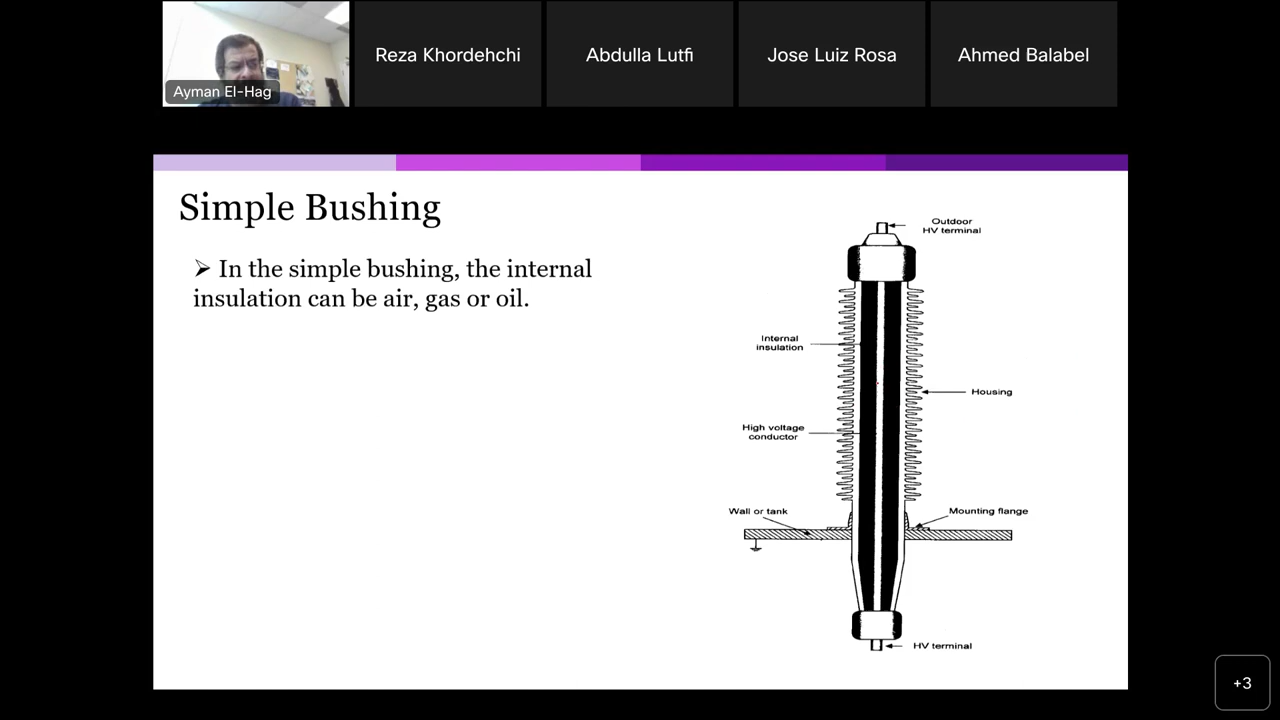 Ayman El-Hag
Reza Khordehchi
Abdulla Lutfi
Jose Luiz Rosa
Ahmed Balabel
Simple Bushing
➢ In the simple bushing, the internal
insulation can be air, gas or oil.
Outdoor
HV terminal
Internal
insulation
Housing
High voltage
conductor
Wall or tank
Mounting flange
HV terminal
+3